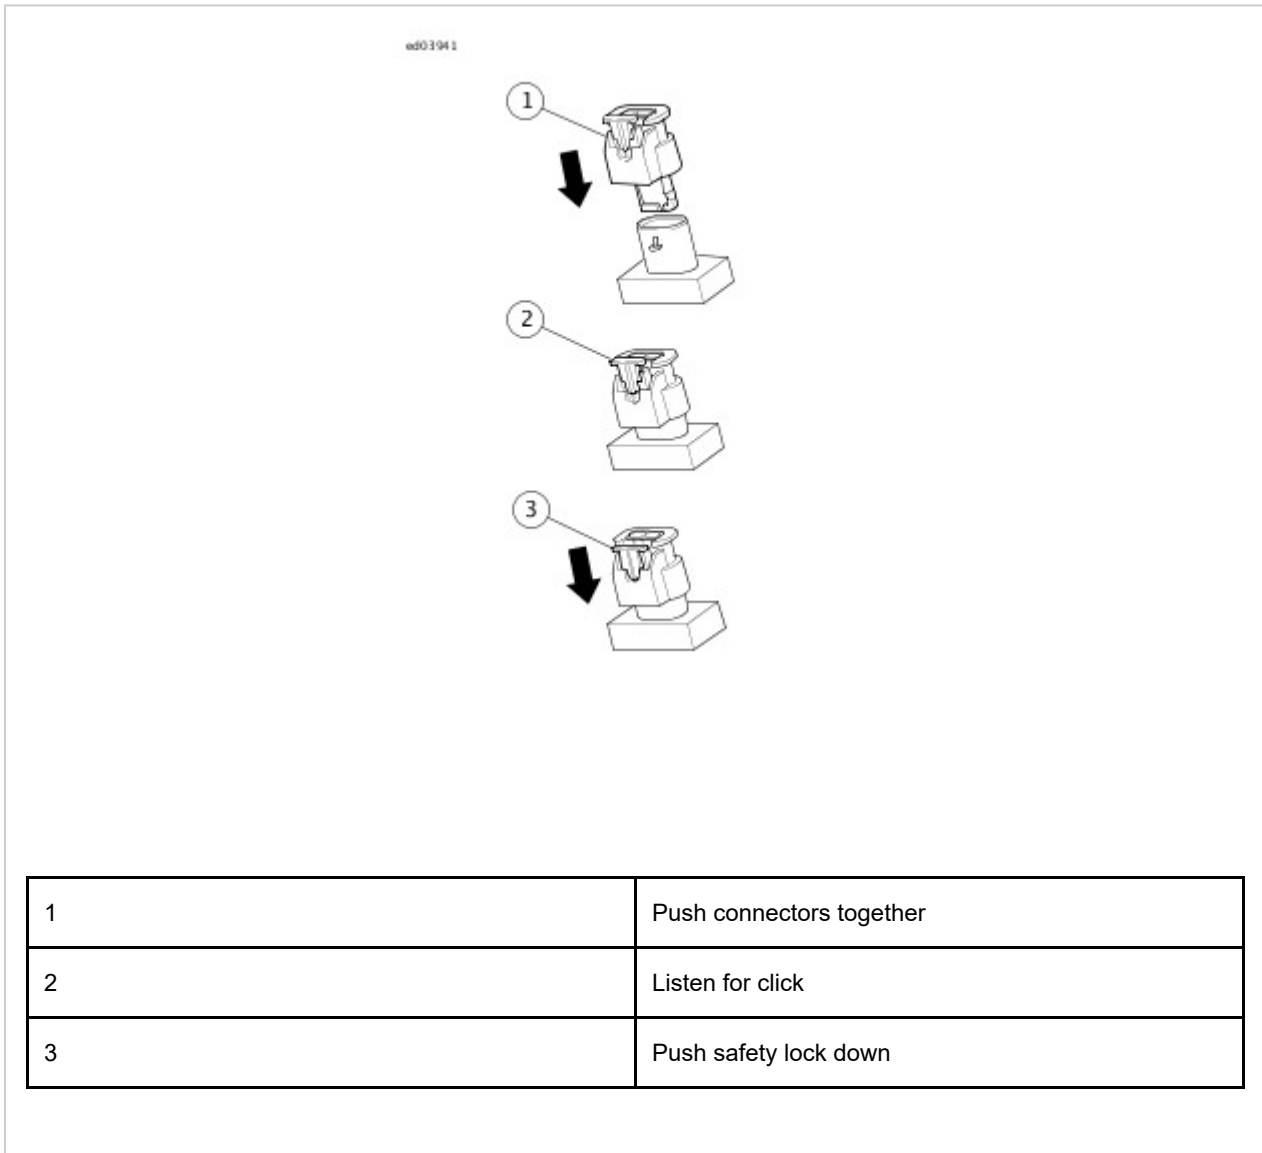 ed03941
1
2
3
1 Push connectors together
2 Listen for click
3 Push safety lock down